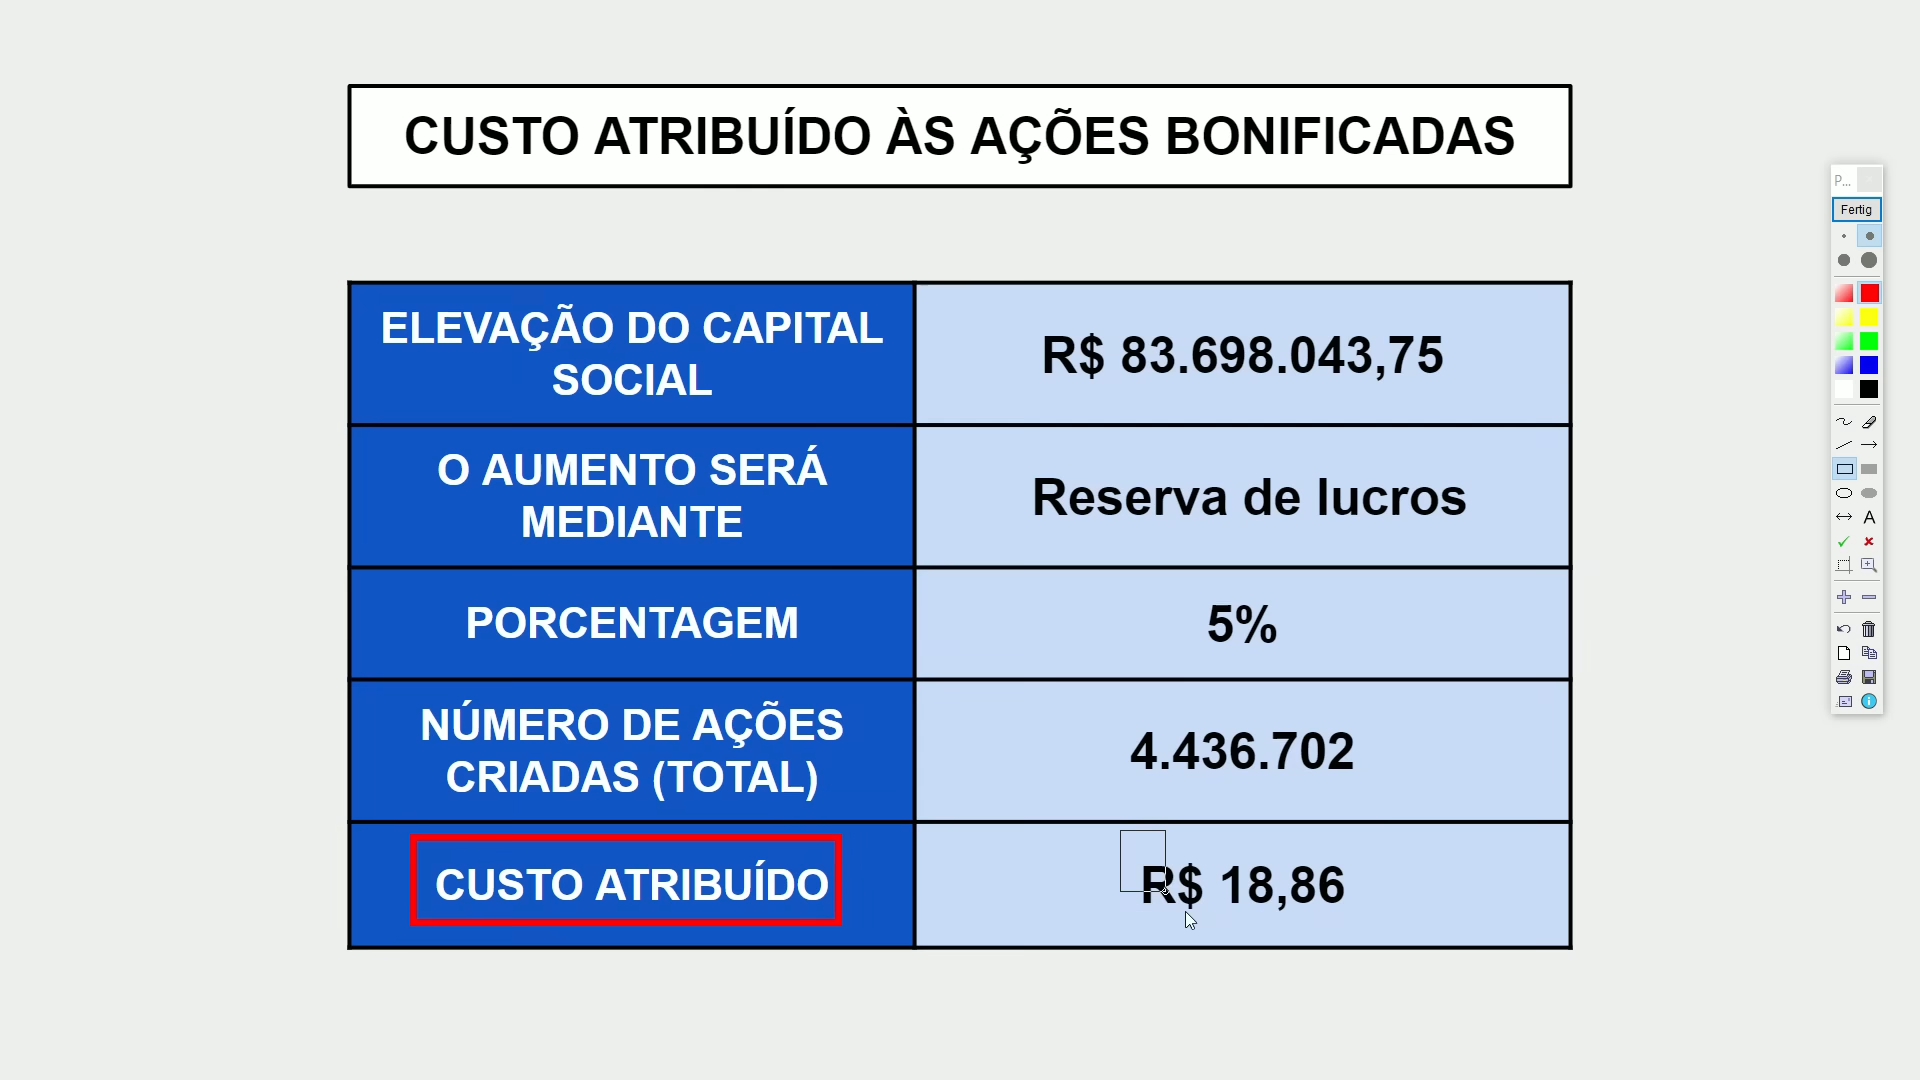 CUSTO ATRIBUÍDO ÀS AÇÕES BONIFICADAS
ELEVAÇÃO DO CAPITAL
SOCIAL
R$ 83.698.043,75
O AUMENTO SERÁ
MEDIANTE
Reserva de lucros
PORCENTAGEM
5%
NÚMERO DE AÇÕES
CRIADAS (TOTAL)
4.436.702
CUSTO ATRIBUÍDO
R$ 18,86
P...
Fertig
A